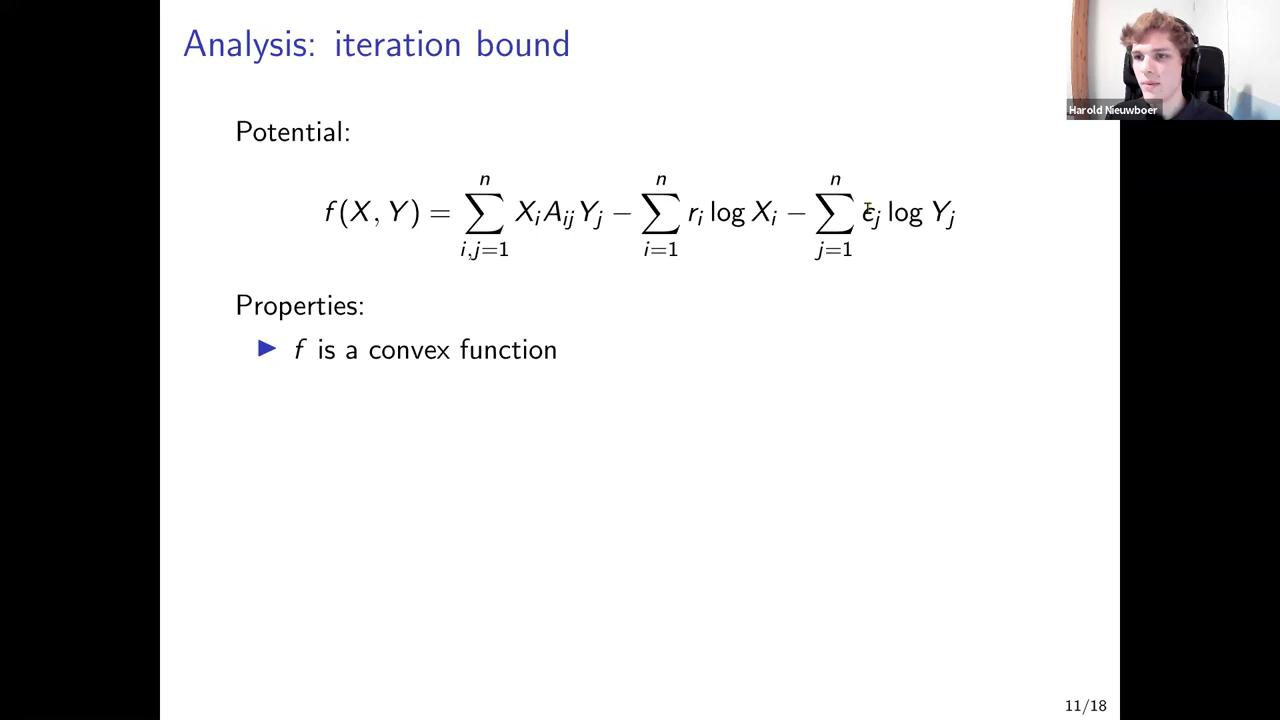 Analysis: iteration bound
Harold Nieuwboer
Potential:
f(X, Y) = ∑_{i,j=1}^{n} X_i A_{ij} Y_j − ∑_{i=1}^{n} r_i log X_i − ∑_{j=1}^{n} c_j log Y_j
Properties:
▶ f is a convex function
11/18